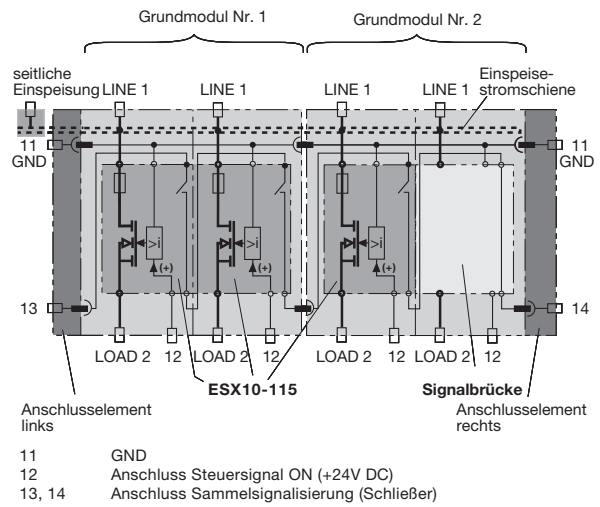 Grundmodul Nr. 1 Grundmodul Nr. 2
seitliche
Einspeisung LINE 1 LINE 1 LINE 1 LINE 1 Einspeise-
stromschiene
11 11
GND GND
>i >i >i
(+) (+) (+)
13 14
LOAD 2 12 LOAD 2 12 LOAD 2 12 LOAD 2 12
ESX10-115 Signalbrücke
Anschlusselement Anschlusselement
links rechts
11 GND
12 Anschluss Steuersignal ON (+24V DC)
13, 14 Anschluss Sammelsignalisierung (Schließer)